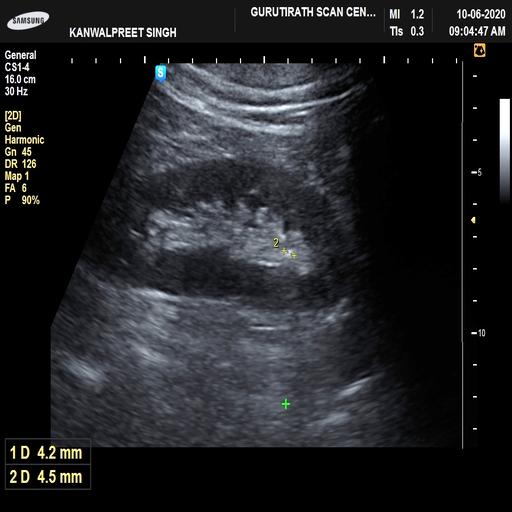 SAMSUNG
KANWALPREET SINGH
GURUTIRATH SCAN CEN...
MI 1.2
TIs 0.3
10-06-2020
09:04:47 AM
General
CS1-4
16.0 cm
30 Hz
[2D]
Gen
Harmonic
Gn 45
DR 126
Map 1
FA 6
P 90%
S
5
2
10
1 D 4.2 mm
2 D 4.5 mm